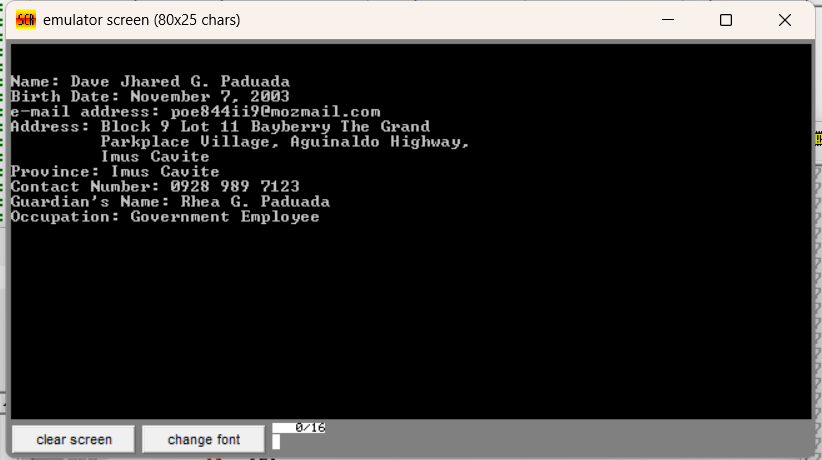 SCR emulator screen (80x25 chars)
Name: Dave Jhared G. Paduada
Birth Date: November 7, 2003
e-mail address: poe844ii9@mozmail.com
Address: Block 9 Lot 11 Bayberry The Grand
Parkplace Village, Aguinaldo Highway,
Imus Cavite
Province: Imus Cavite
Contact Number: 0928 989 7123
Guardian's Name: Rhea G. Paduada
Occupation: Government Employee
clear screen change font 0/16